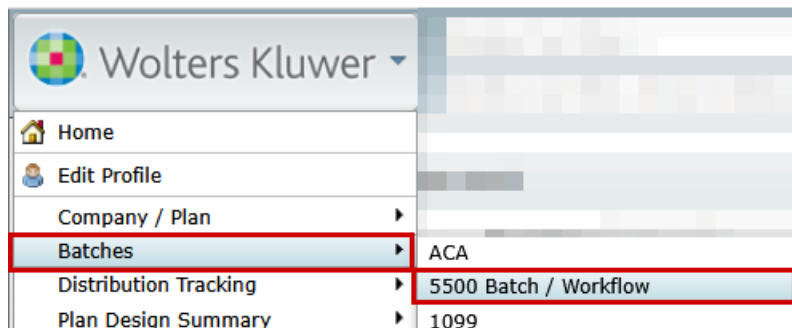 Wolters Kluwer
Home
Edit Profile
Company / Plan
Batches
Distribution Tracking
Plan Design Summary
ACA
5500 Batch / Workflow
1099